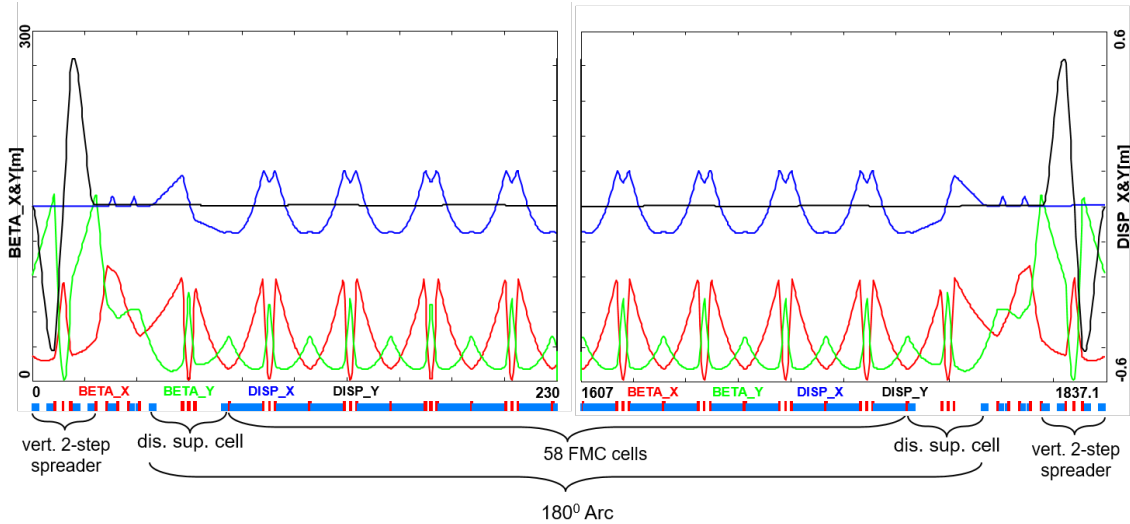 300
BETA_X&Y[m]
0
BETA_X BETA_Y DISP_X DISP_Y
230
0.6
DISP_X&Y[m]
-0.6
1607 BETA_X BETA_Y DISP_X DISP_Y 1837.1
vert. 2-step
spreader
dis. sup. cell
58 FMC cells
dis. sup. cell
vert. 2-step
spreader
180⁰ Arc